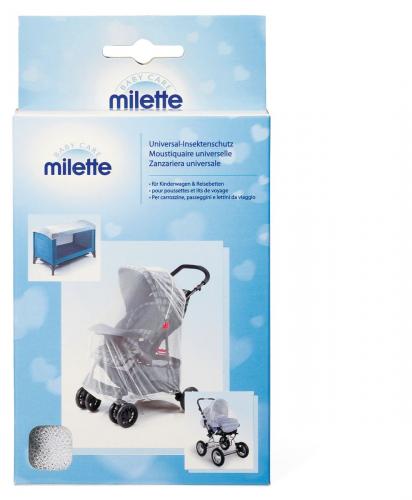 BABY CARE
milette
BABY CARE
milette
Universal-Insektenschutz
Moustiquaire universelle
Zanzariera universale
• für Kinderwagen & Reisebetten
• pour poussettes et lits de voyage
• Per carrozzine, passeggini e lettini da viaggio